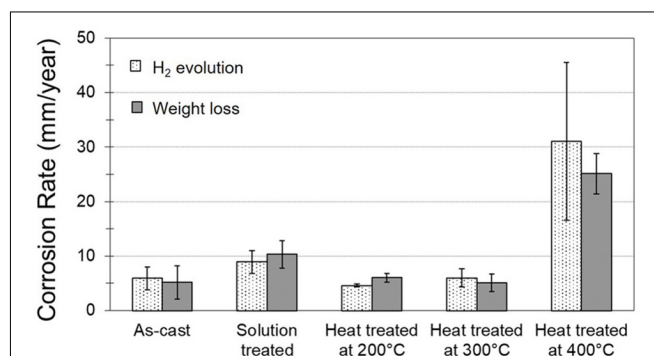 Corrosion Rate (mm/year)
50
40
30
20
10
0
H₂ evolution
Weight loss
As-cast
Solution
treated
Heat treated
at 200°C
Heat treated
at 300°C
Heat treated
at 400°C